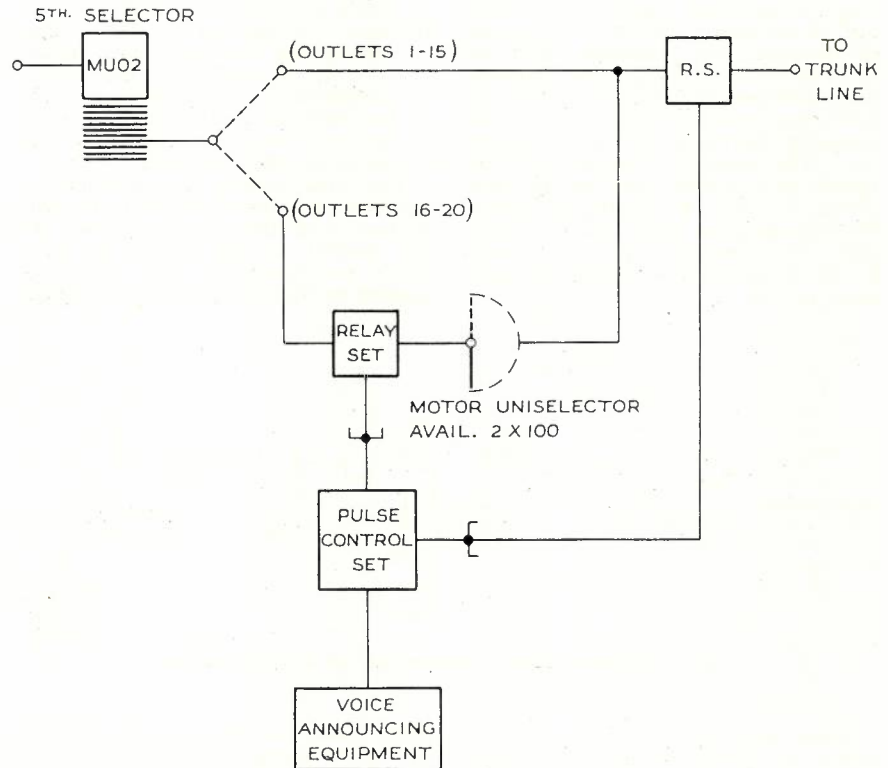 5TH. SELECTOR
MU02
(OUTLETS 1-15)
R.S.
TO
TRUNK
LINE
(OUTLETS 16-20)
RELAY
SET
MOTOR UNISELECTOR
AVAIL. 2 X 100
PULSE
CONTROL
SET
VOICE
ANNOUNCING
EQUIPMENT